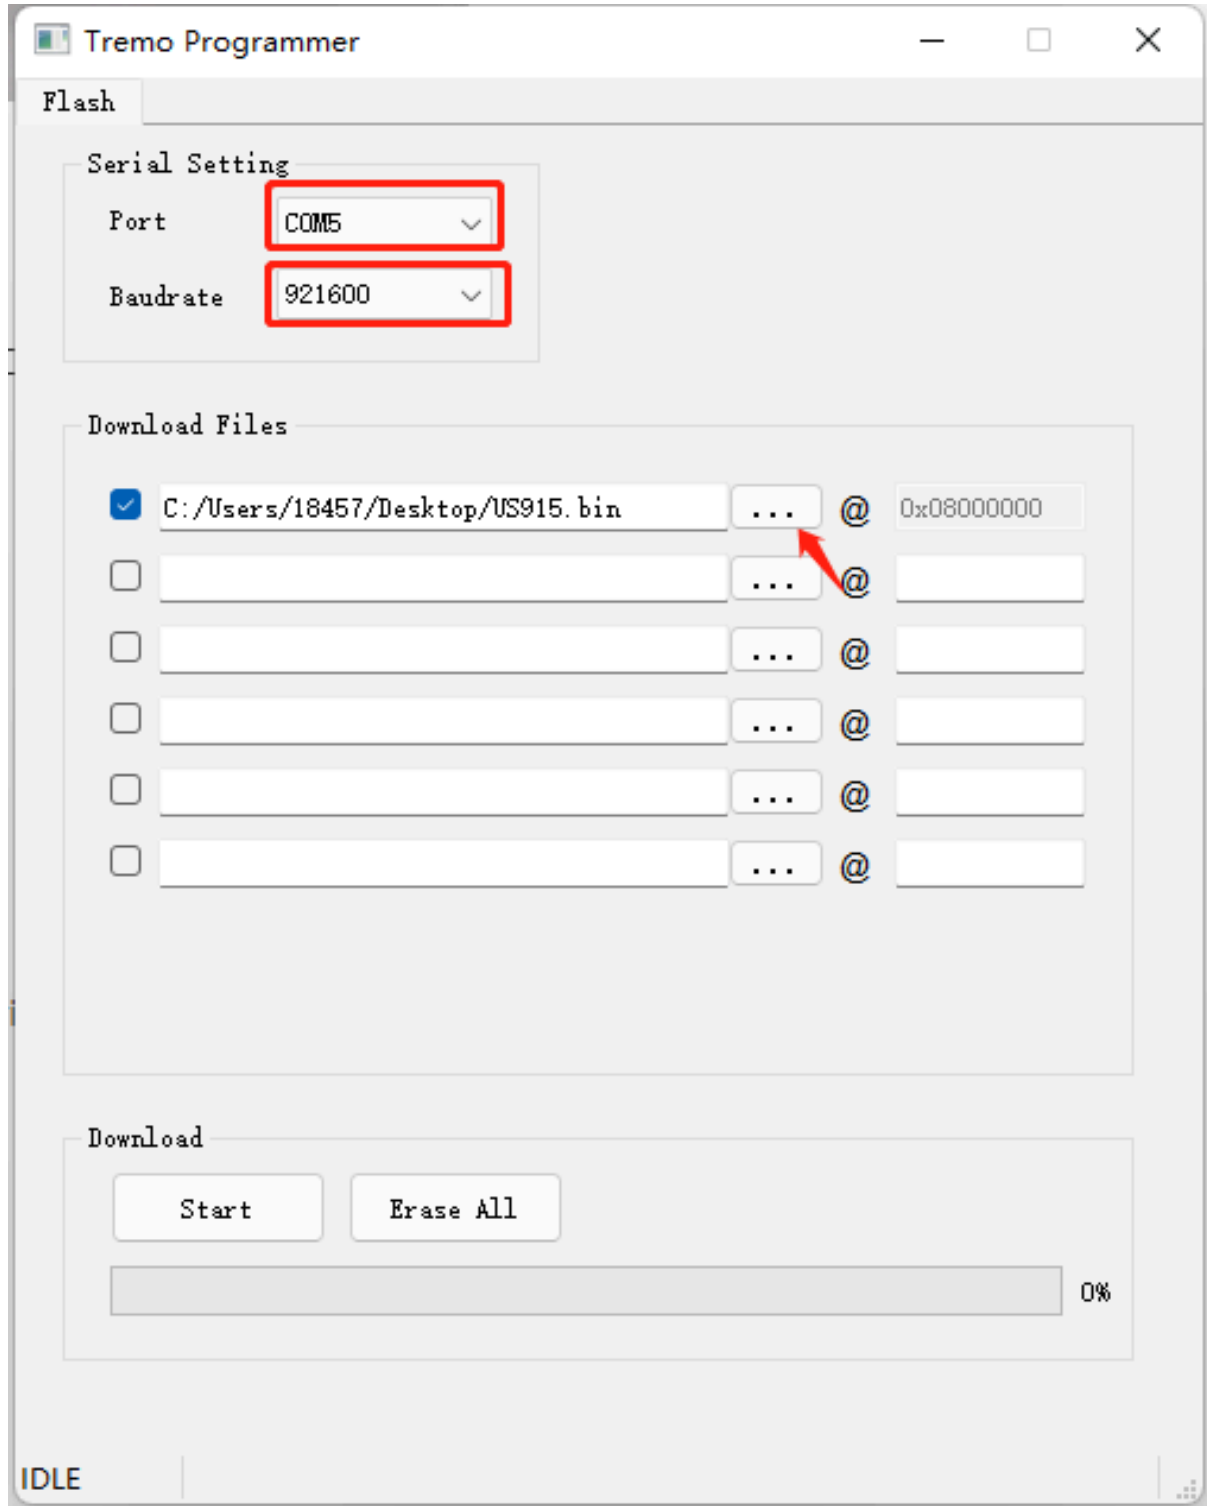 Tremo Programmer
Flash
Serial Setting
Port COM5
Baudrate 921600
Download Files
C:/Users/18457/Desktop/US915.bin ... @ 0x08000000
... @
... @
... @
... @
... @
Download
Start Erase All
0%
IDLE